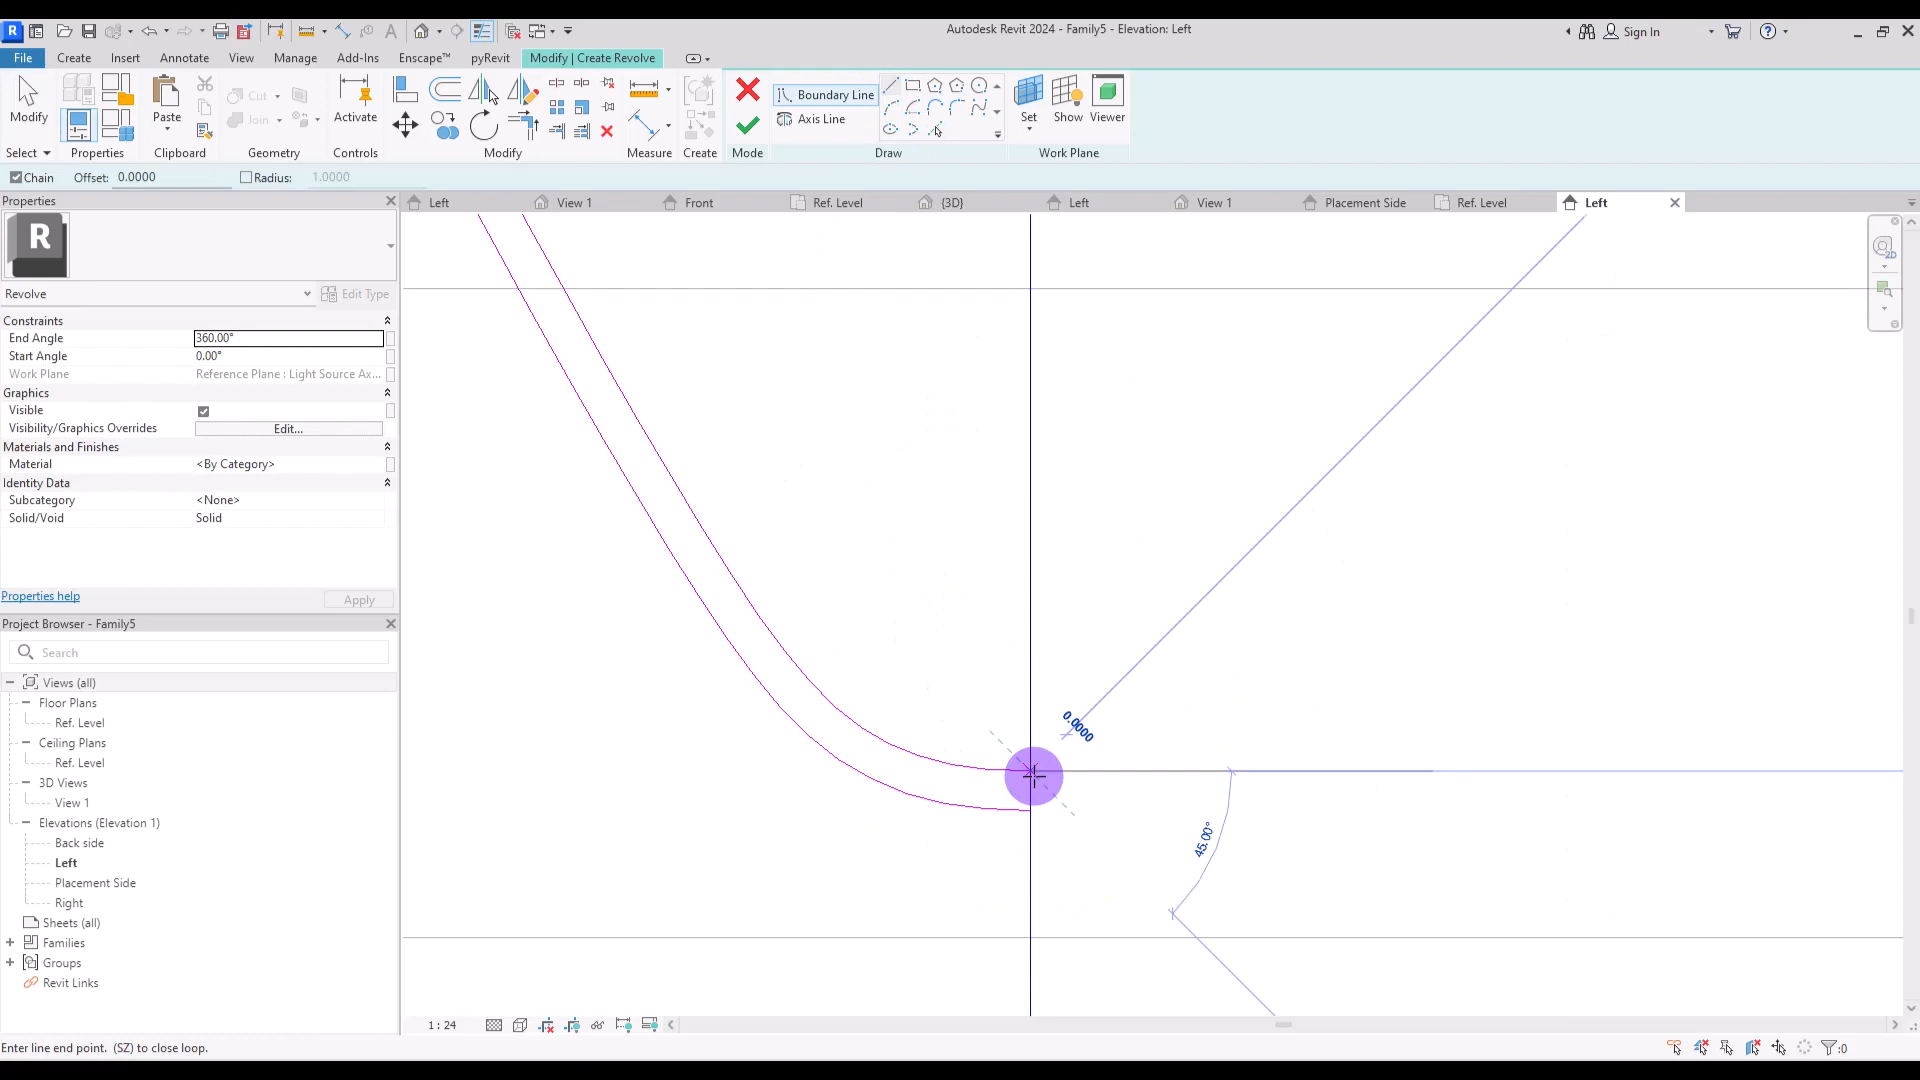 Autodesk Revit 2024 - Family5 - Elevation: Left
Sign In
File
Create
Insert
Annotate
View
Manage
Add-Ins
Enscape™
pyRevit
Modify | Create Revolve
Modify
Paste
Cut
Join
Activate
Boundary Line
Axis Line
Set
Show
Viewer
Select
Properties
Clipboard
Geometry
Controls
Modify
Measure
Create
Mode
Draw
Work Plane
Chain
Offset: 0.0000
Radius: 1.0000
Properties
Left
View 1
Front
Ref. Level
{3D}
Left
View 1
Placement Side
Ref. Level
Left
R
2D
Revolve
Edit Type
Constraints
End Angle 360.00°
Start Angle 0.00°
Work Plane Reference Plane : Light Source Ax...
Graphics
Visible
Visibility/Graphics Overrides Edit...
Materials and Finishes
Material <By Category>
Identity Data
Subcategory <None>
Solid/Void Solid
Properties help
Apply
Project Browser - Family5
Search
Views (all)
Floor Plans
Ref. Level
Ceiling Plans
Ref. Level
3D Views
View 1
Elevations (Elevation 1)
Back side
Left
Placement Side
Right
Sheets (all)
Families
Groups
Revit Links
0.0000
45.00°
1 : 24
Enter line end point. (SZ) to close loop.
:0